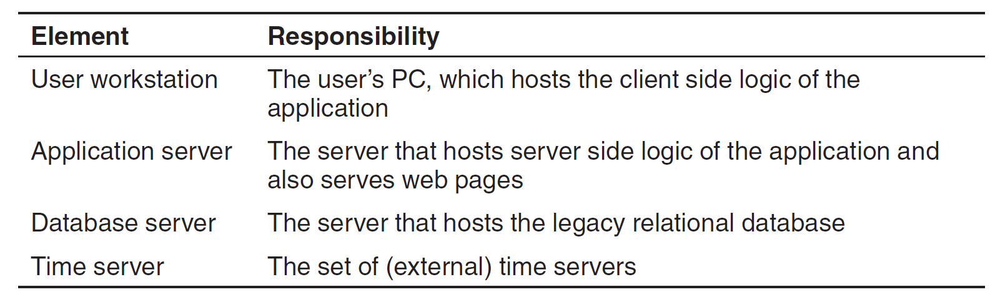 Element Responsibility
User workstation The user’s PC, which hosts the client side logic of the
application
Application server The server that hosts server side logic of the application and
also serves web pages
Database server The server that hosts the legacy relational database
Time server The set of (external) time servers